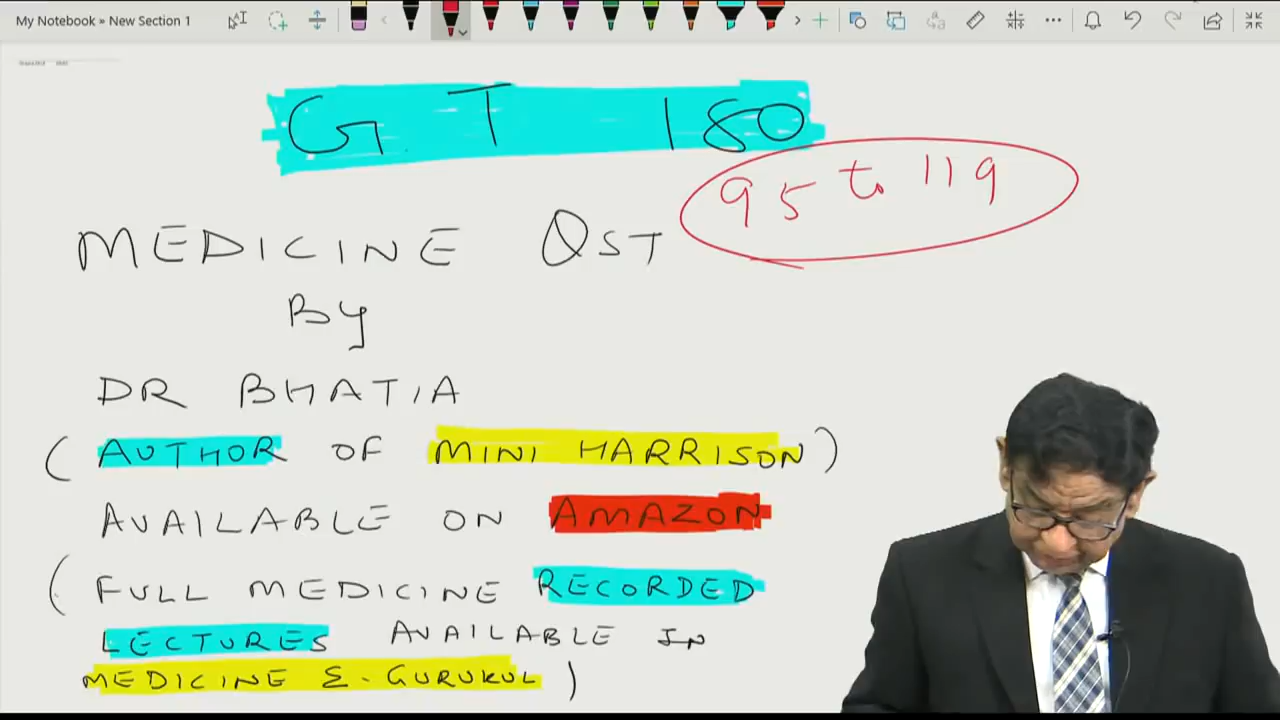 My Notebook » New Section 1
G T 180
95 to 119
MEDICINE QST
By
DR BHATIA
(AUTHOR OF MINI HARRISON)
AVAILABLE ON AMAZON
(FULL MEDICINE RECORDED
LECTURES AVAILABLE IN
MEDICINE E-GURUKUL)